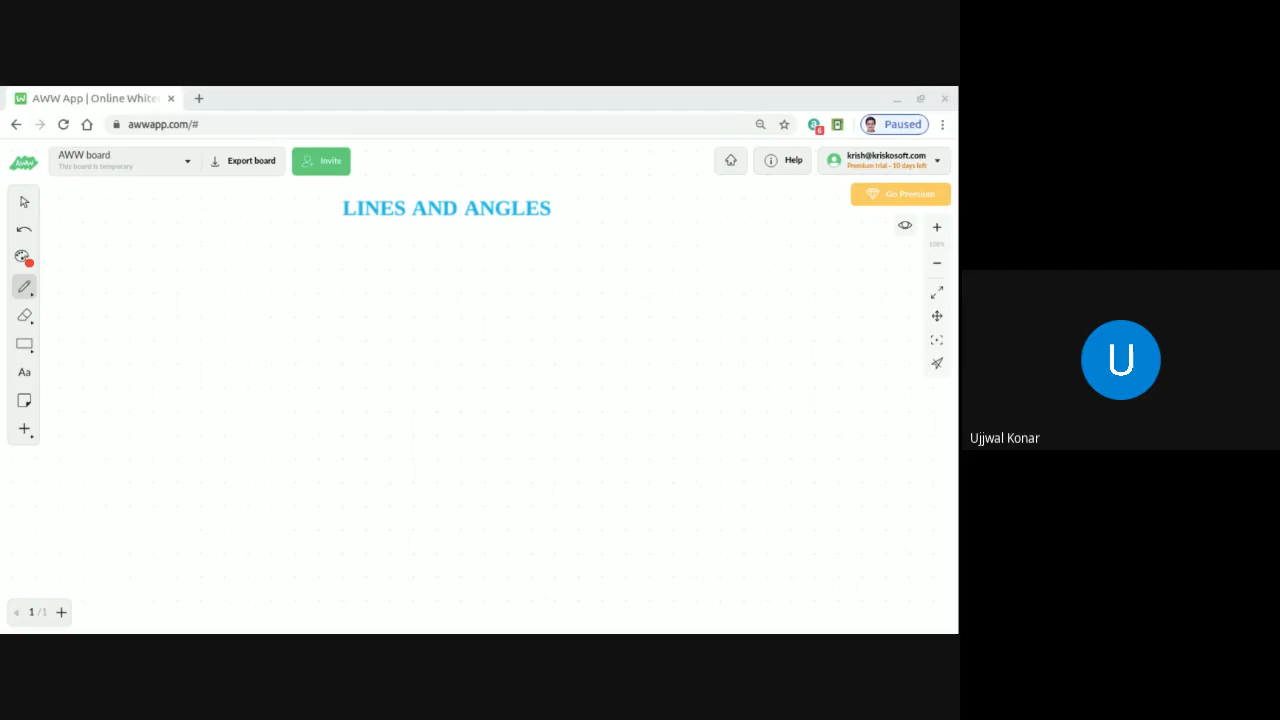 AWW App | Online White
awwapp.com/#
Paused
AWW board
This board is temporary
Export board
Invite
Help
krish@kriskosoft.com
Premium trial - 10 days left
Go Premium
LINES AND ANGLES
100%
Aa
1 /1
U
Ujjwal Konar